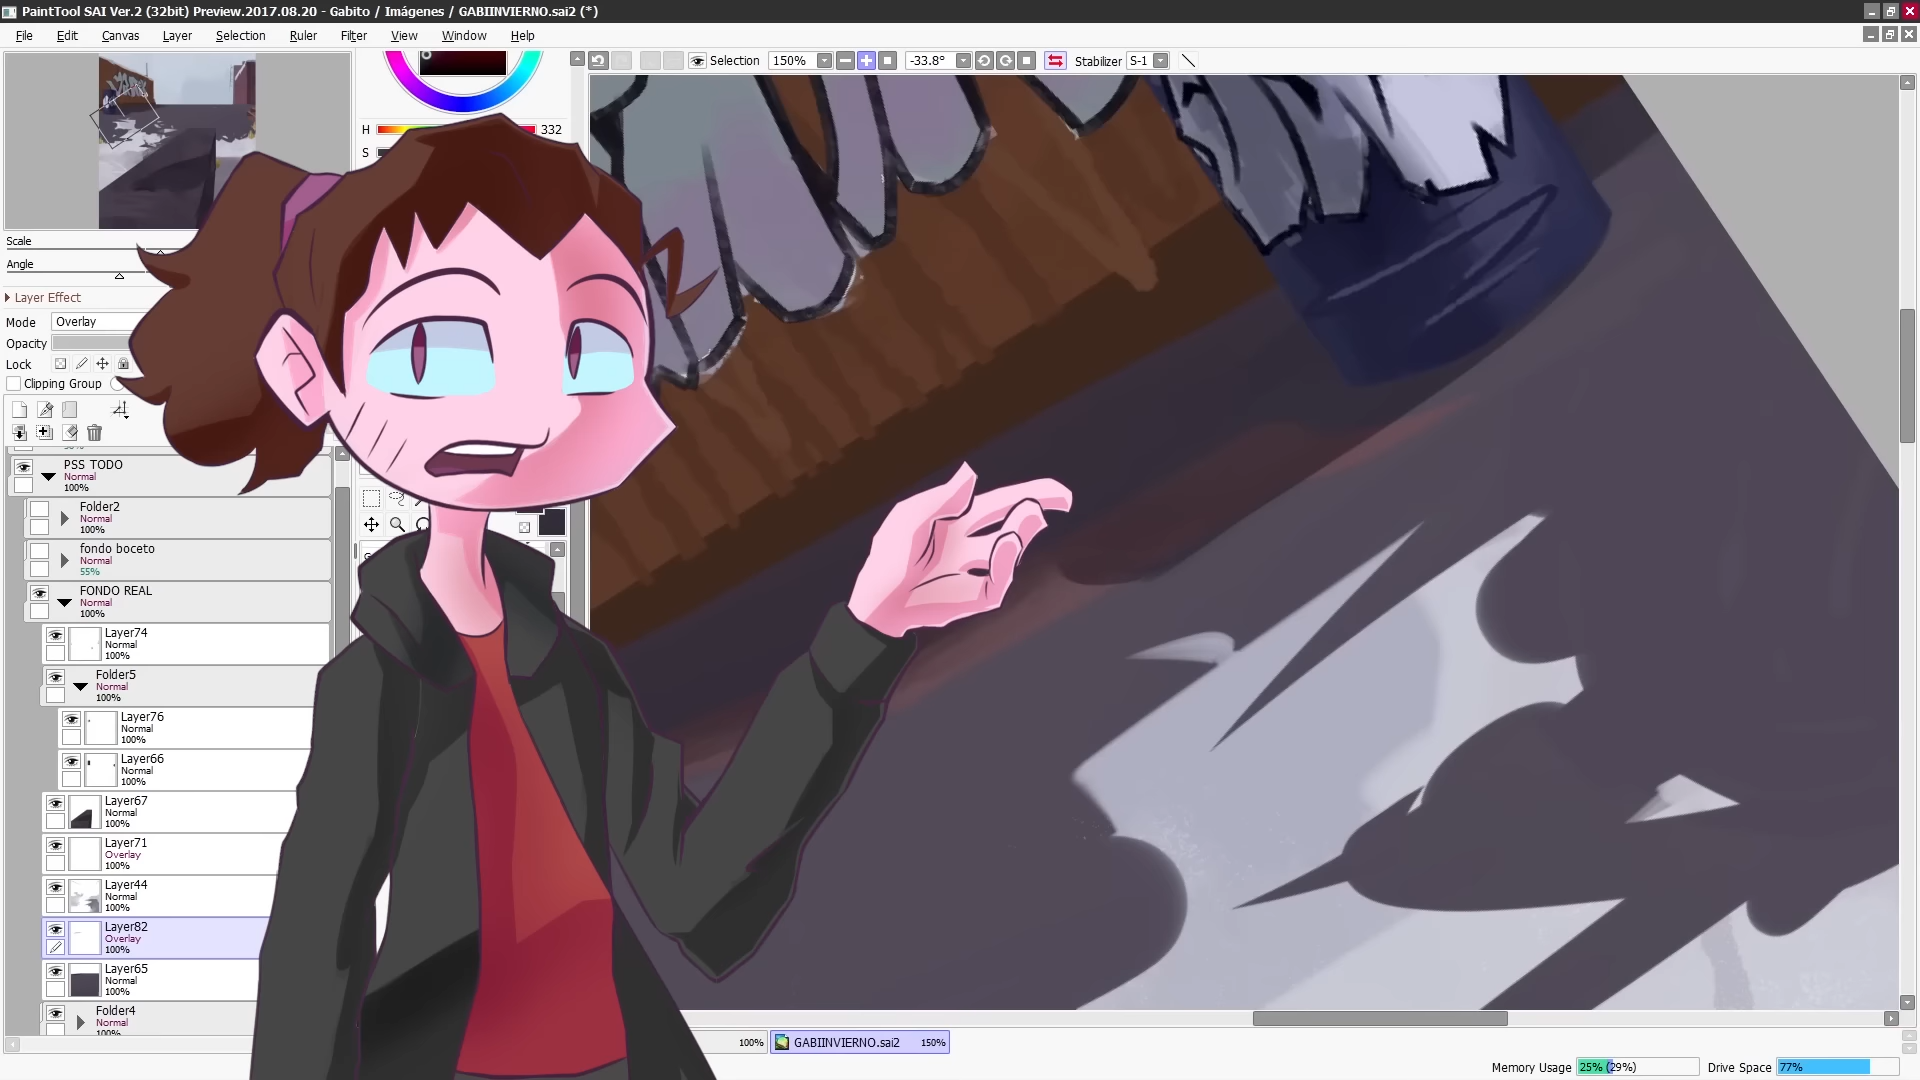 PaintTool SAI Ver.2 (32bit) Preview.2017.08.20 - Gabito / Imágenes / GABIINVIERNO.sai2 (*)
File Edit Canvas Layer Selection Ruler Filter View Window Help
Selection 150% -33.8° Stabilizer S-1
H 332
S
Scale
Angle
Layer Effect
Mode Overlay
Opacity
Lock
Clipping Group
PSS TODO
Normal
100%
Folder2
Normal
100%
fondo boceto
Normal
55%
FONDO REAL
Normal
100%
Layer74
Normal
100%
Folder5
Normal
100%
Layer76
Normal
100%
Layer66
Normal
100%
Layer67
Normal
100%
Layer71
Overlay
100%
Layer44
Normal
100%
Layer82
Overlay
100%
Layer65
Normal
100%
Folder4
Normal
100%
100% GABIINVIERNO.sai2 150%
Memory Usage 25% (29%) Drive Space 77%